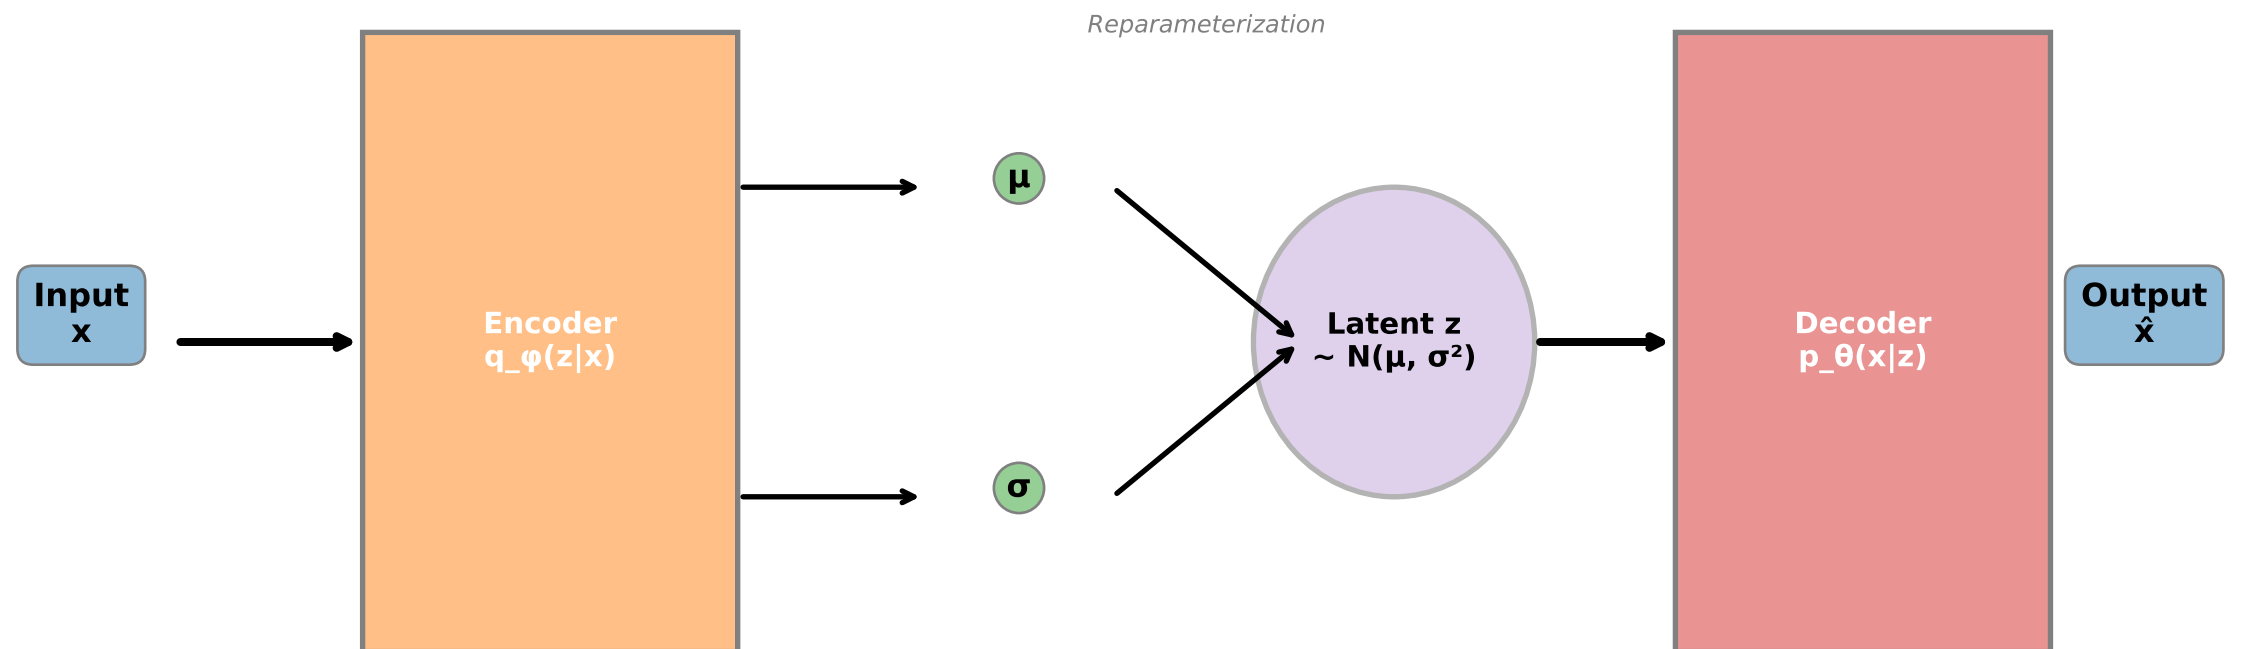 Reparameterization
Input
x
Encoder
q_φ(z|x)
μ
σ
Latent z
~ N(μ, σ²)
Decoder
p_θ(x|z)
Output
x̂